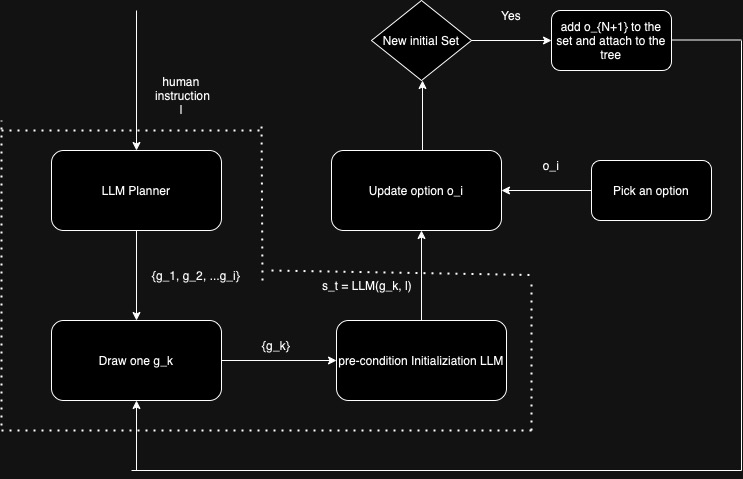 New initial Set
Yes
add o_{N+1} to the
set and attach to the
tree
human
instruction
I
LLM Planner
Update option o_i
o_i
Pick an option
{g_1, g_2, ...g_i}
s_t = LLM(g_k, I)
Draw one g_k
{g_k}
pre-condition Initializiation LLM